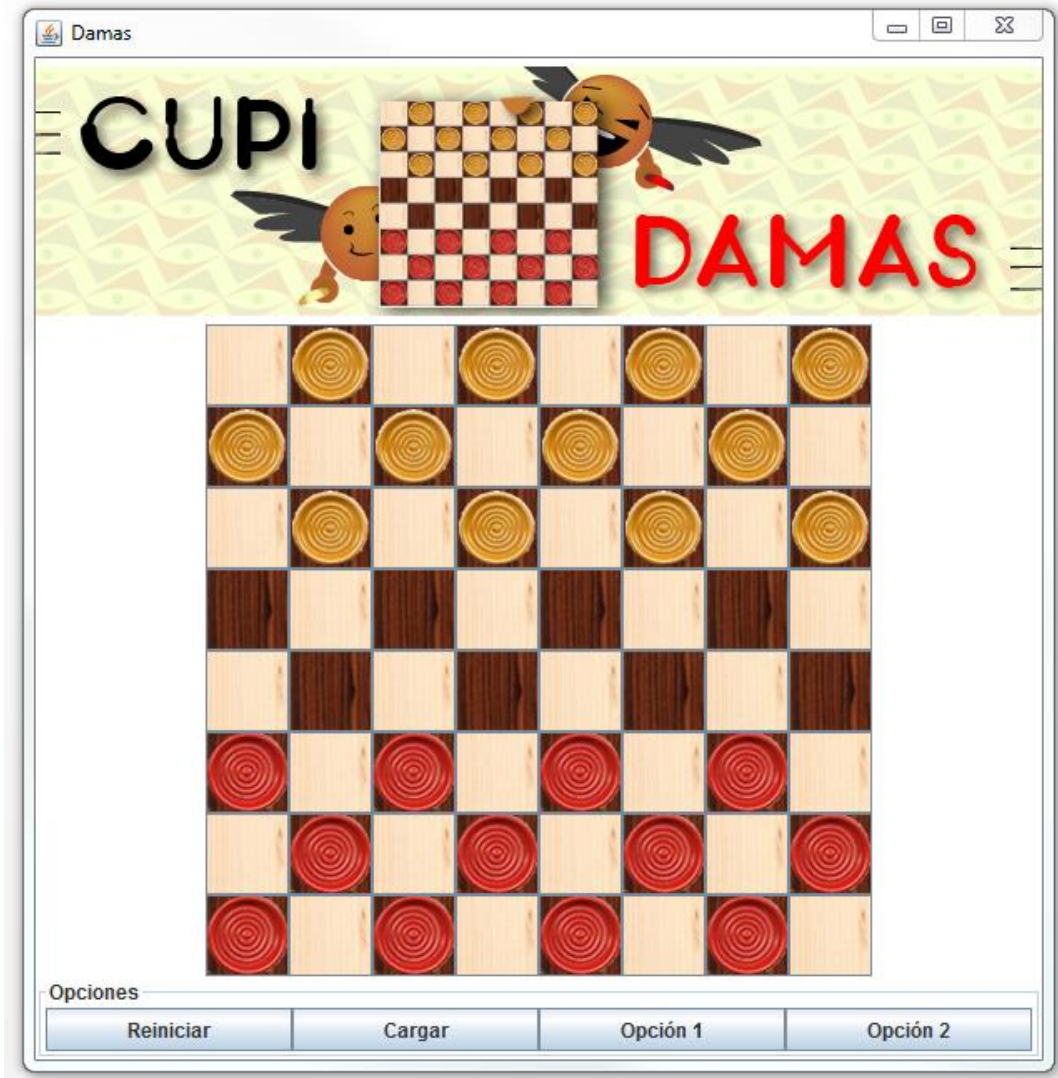 Damas
CUPI
DAMAS
Opciones
Reiniciar
Cargar
Opción 1
Opción 2